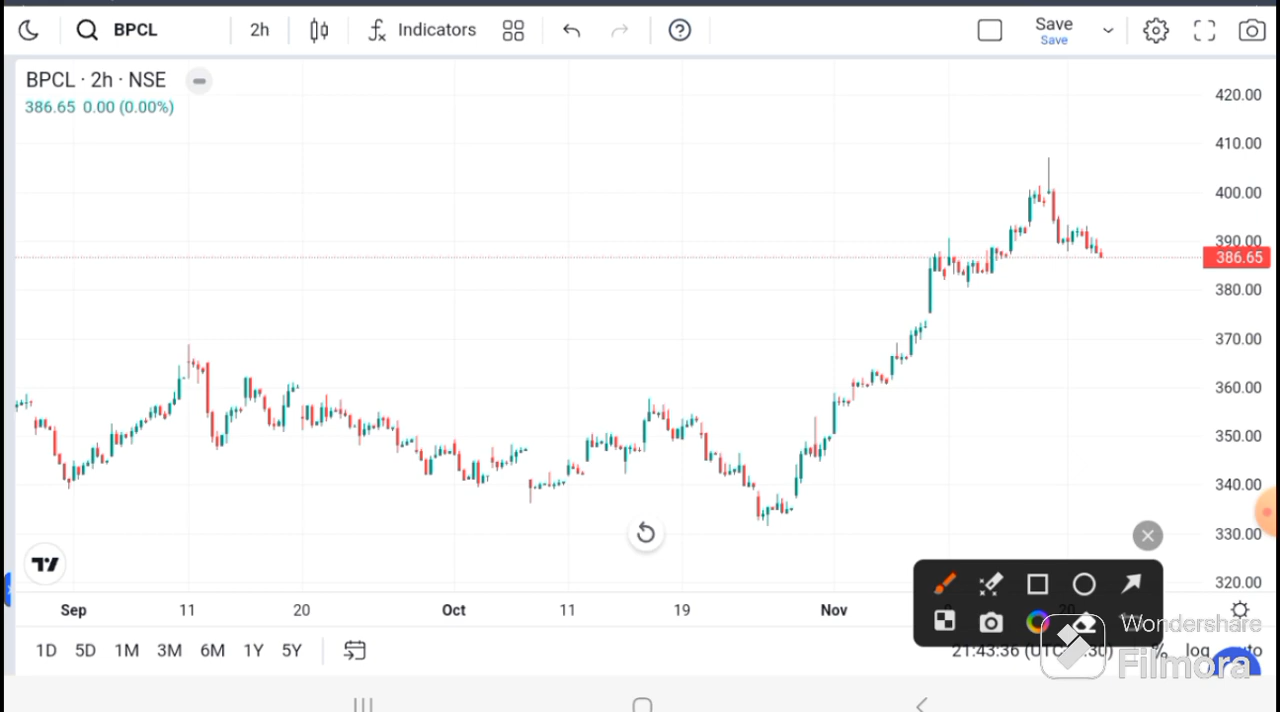 BPCL 2h Indicators Save
Save
BPCL · 2h · NSE
386.65 0.00 (0.00%)
420.00
410.00
400.00
390.00
386.65
380.00
370.00
360.00
350.00
340.00
330.00
320.00
Sep 11 20 Oct 11 19 Nov 20
1D 5D 1M 3M 6M 1Y 5Y 21:43:36 (UTC % log
Wondershare
Filmora